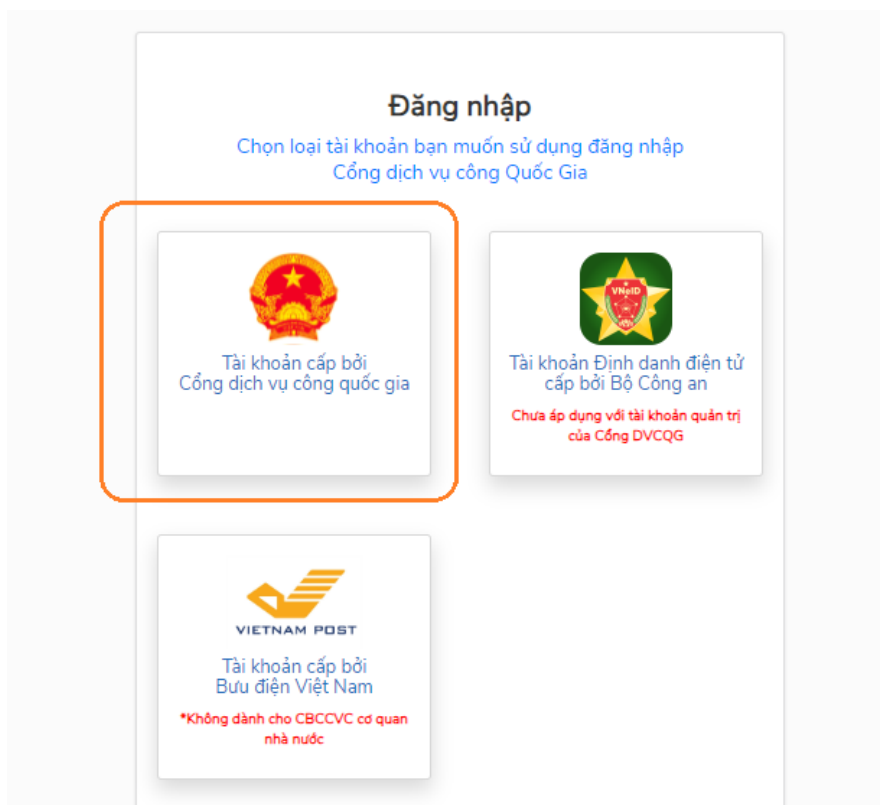 Đăng nhập
Chọn loại tài khoản bạn muốn sử dụng đăng nhập
Cổng dịch vụ công Quốc Gia
Tài khoản cấp bởi
Cổng dịch vụ công quốc gia
VNeID
Tài khoản Định danh điện tử
cấp bởi Bộ Công an
Chưa áp dụng với tài khoản quản trị
của Cổng DVCQG
VIETNAM POST
Tài khoản cấp bởi
Bưu điện Việt Nam
*Không dành cho CBCCVC cơ quan
nhà nước